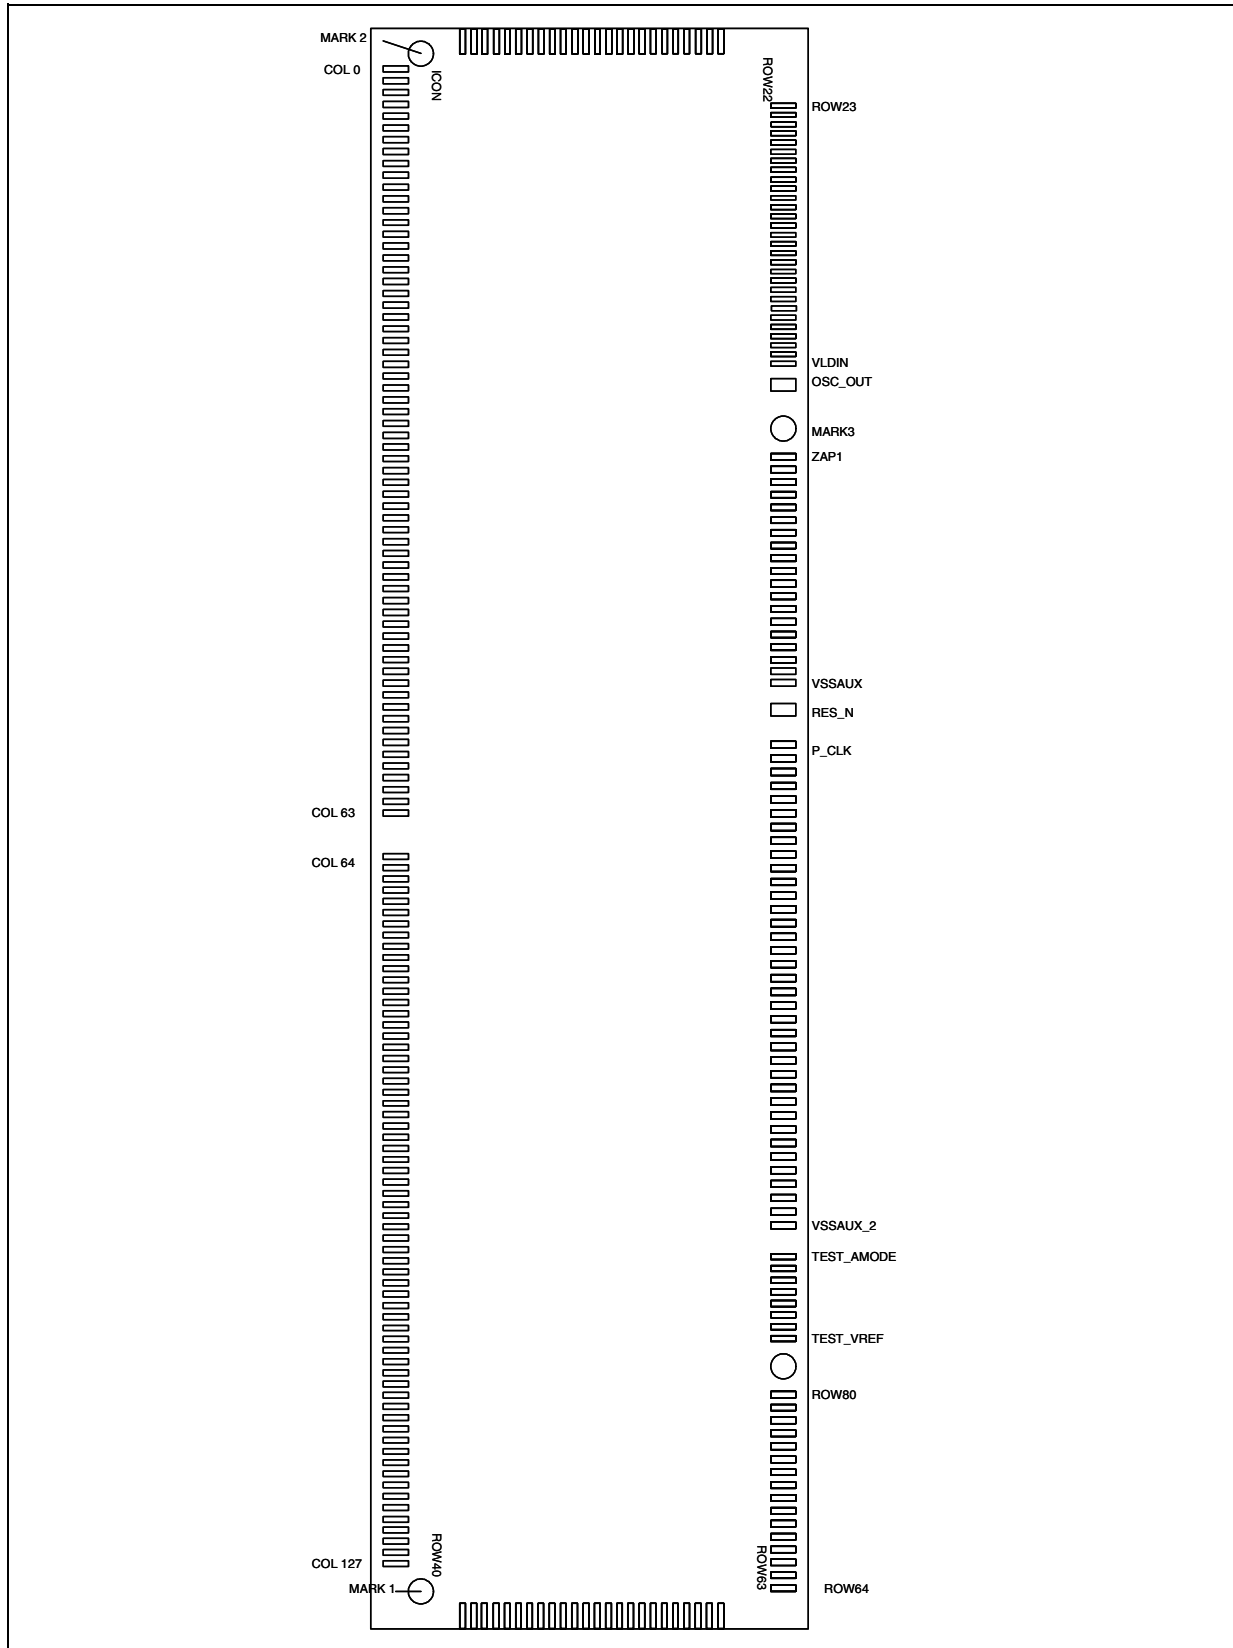 MARK 2
COL 0
ICON
ROW22
ROW23
VLDIN
OSC_OUT
MARK3
ZAP1
VSSAUX
RES_N
P_CLK
COL 63
COL 64
VSSAUX_2
TEST_AMODE
TEST_VREF
ROW80
COL 127
ROW40
ROW63
MARK 1
ROW64